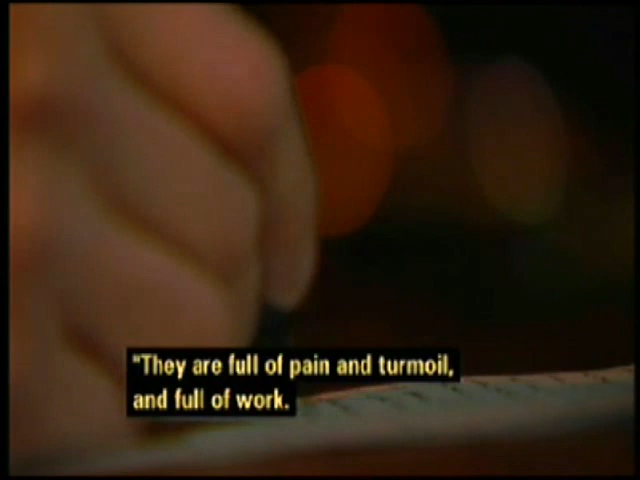 "They are full of pain and turmoil,
and full of work.